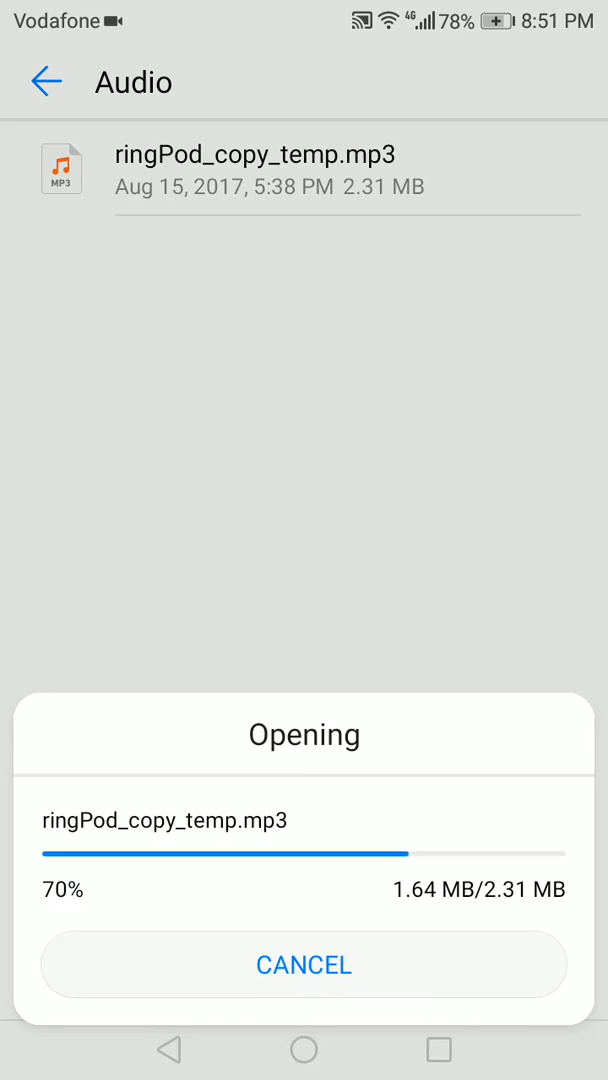 Vodafone 4G 78% 8:51 PM
Audio
ringPod_copy_temp.mp3
MP3
Aug 15, 2017, 5:38 PM 2.31 MB
Opening
ringPod_copy_temp.mp3
70% 1.64 MB/2.31 MB
CANCEL